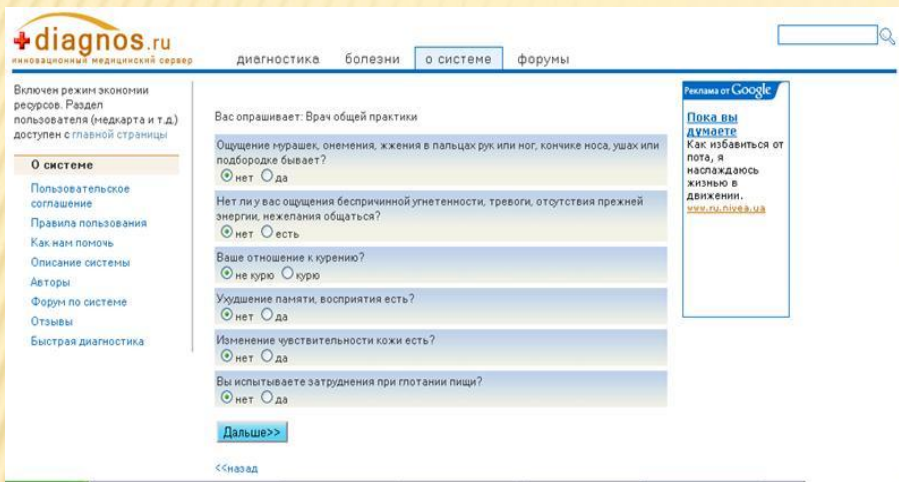 diagnos.ru
инновационный медицинский сервер
диагностика болезни о системе форумы
Включен режим экономии
ресурсов. Раздел
пользователя (медкарта и т.д.)
доступен с главной страницы
О системе
Пользовательское
соглашение
Правила пользования
Как нам помочь
Описание системы
Авторы
Форум по системе
Отзывы
Быстрая диагностика
Вас опрашивает: Врач общей практики
Ощущение мурашек, онемения, жжения в пальцах рук или ног, кончике носа, ушах или
подбородке бывает?
нет да
Нет ли у вас ощущения беспричинной угнетенности, тревоги, отсутствия прежней
энергии, нежелания общаться?
нет есть
Ваше отношение к курению?
не курю курю
Ухудшение памяти, восприятия есть?
нет да
Изменение чувствительности кожи есть?
нет да
Вы испытываете затруднения при глотании пищи?
нет да
Дальше>>
<<назад
Реклама от Google
Пока вы
думаете
Как избавиться от
пота, я
наслаждаюсь
жизнью в
движении.
www.ru.nivea.ua